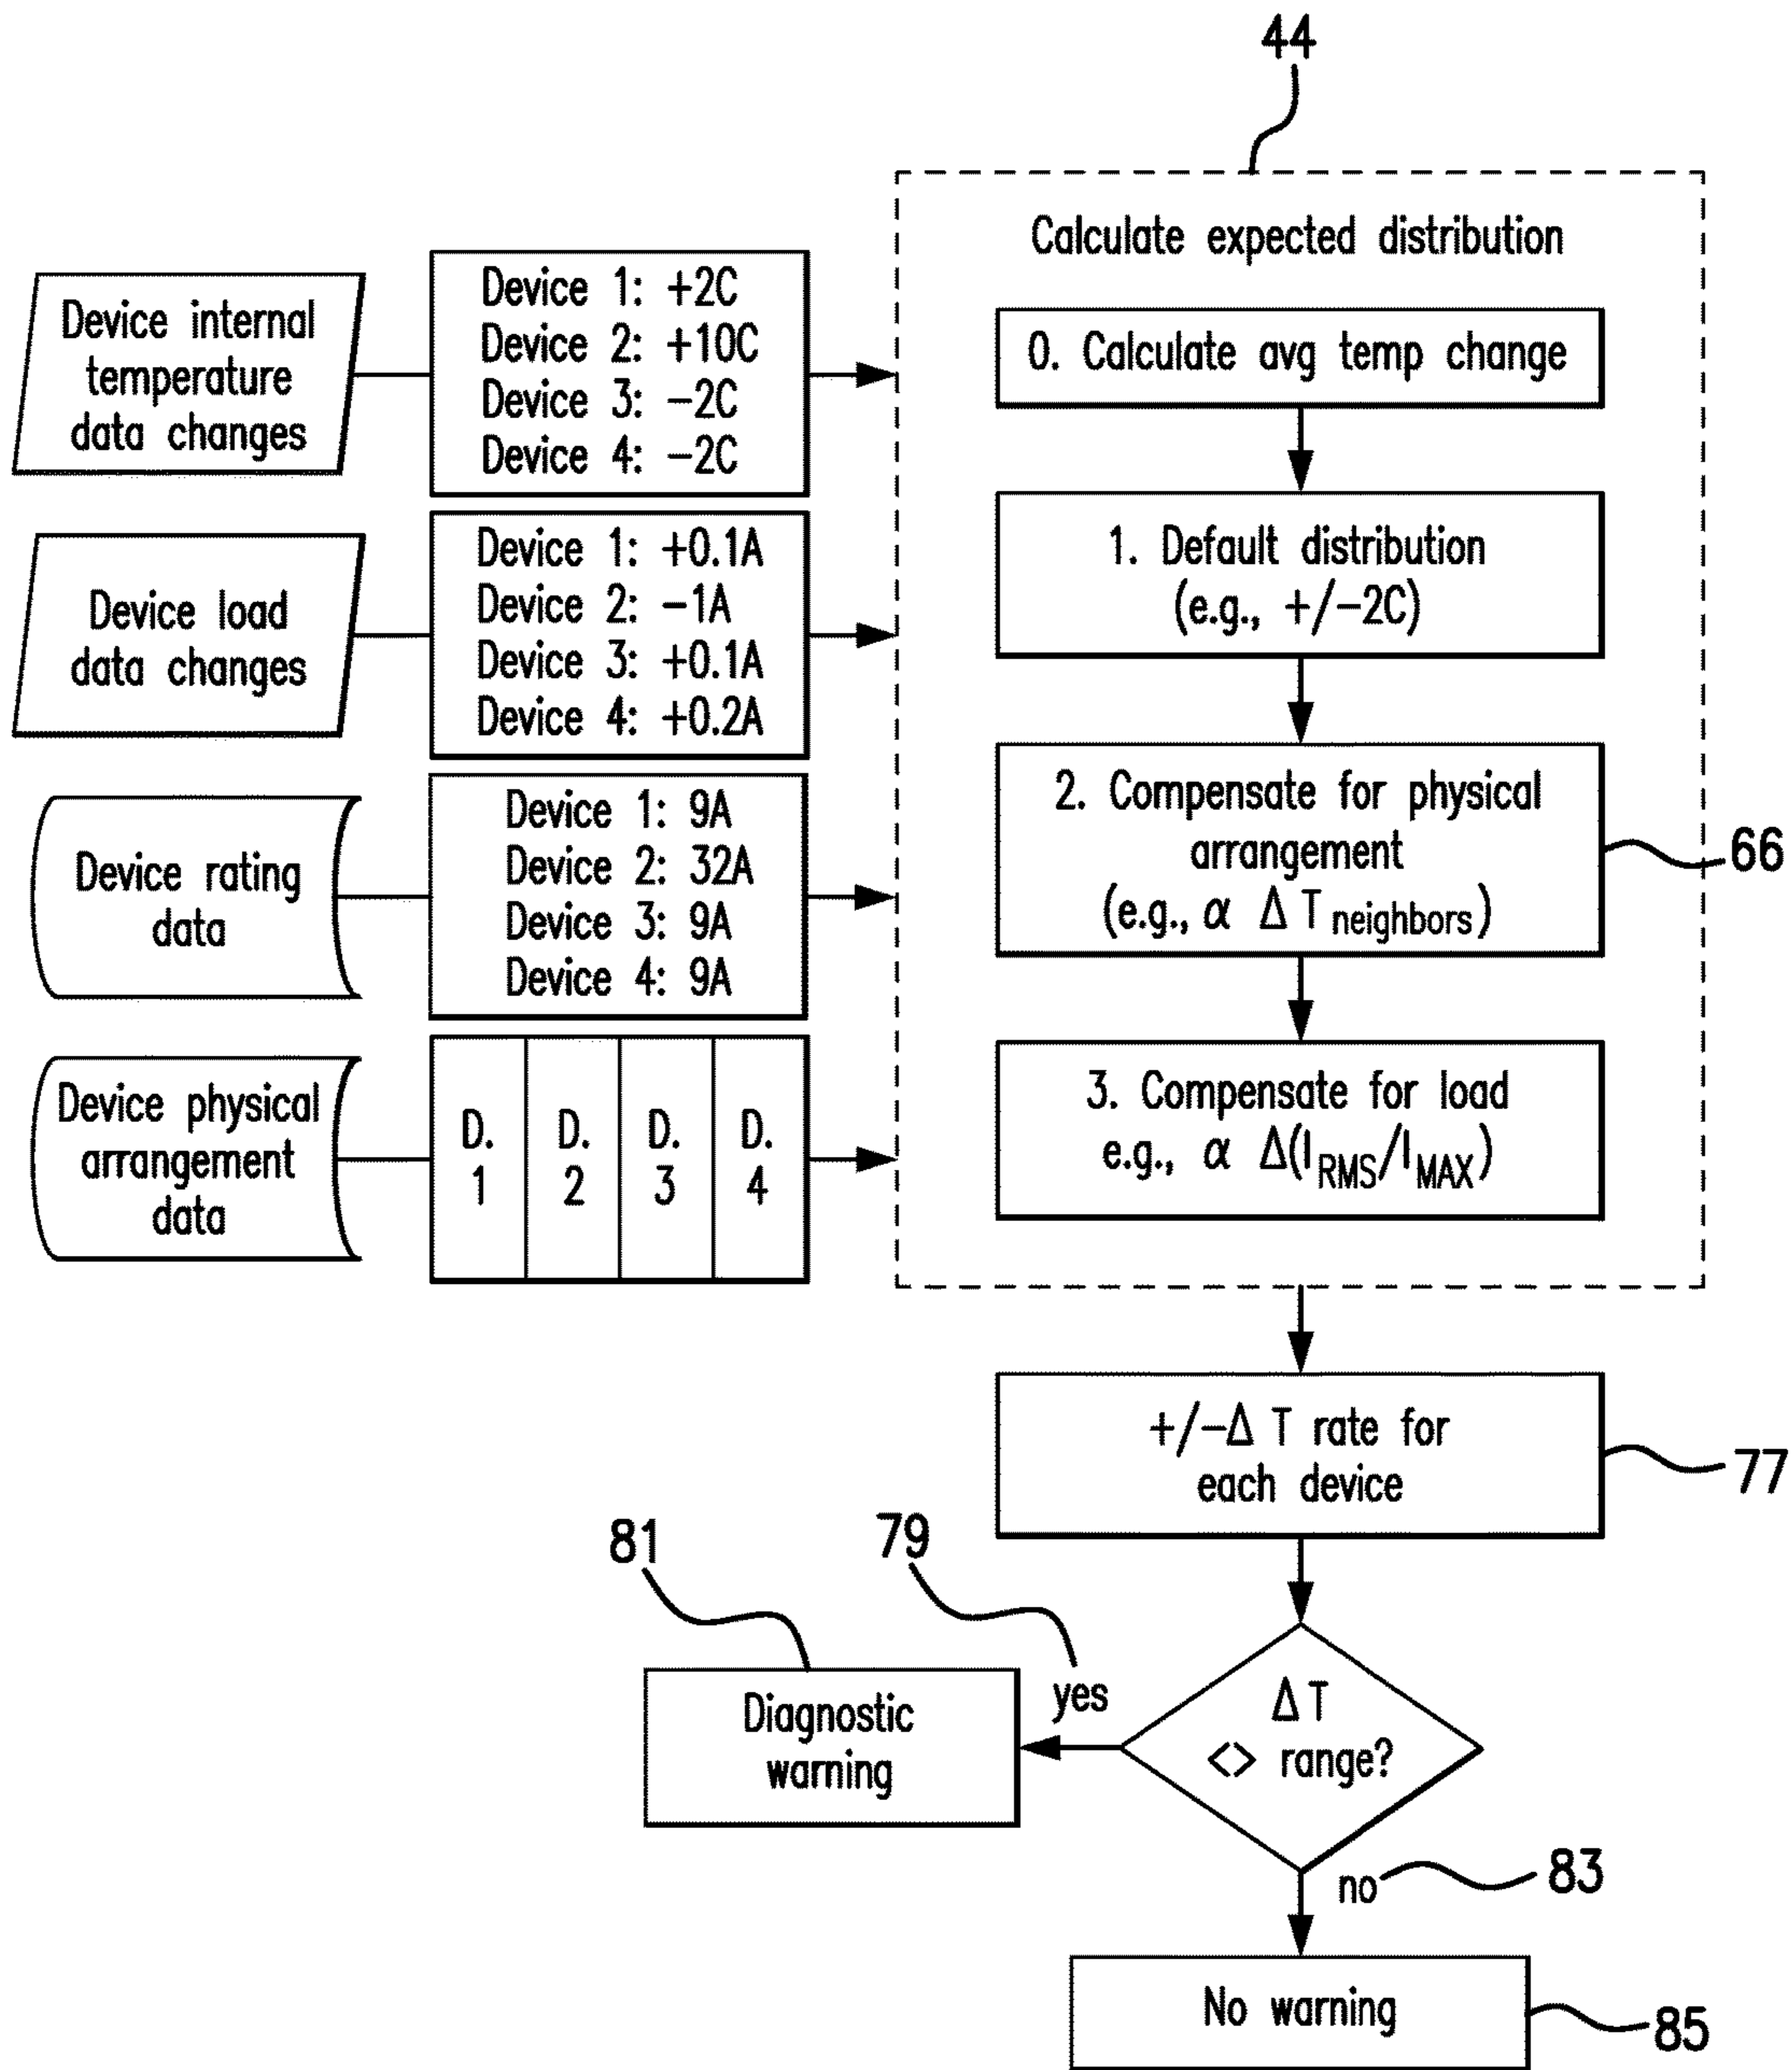 44
Calculate expected distribution
Device internal
temperature
data changes
Device 1: +2C
Device 2: +10C
Device 3: -2C
Device 4: -2C
Device load
data changes
Device 1: +0.1A
Device 2: -1A
Device 3: +0.1A
Device 4: +0.2A
Device rating
data
Device 1: 9A
Device 2: 32A
Device 3: 9A
Device 4: 9A
Device physical
arrangement
data
D.
1
D.
2
D.
3
D.
4
0. Calculate avg temp change
1. Default distribution
(e.g., +/-2C)
2. Compensate for physical
arrangement
(e.g., α Δ T neighbors)
66
3. Compensate for load
e.g., α Δ(I RMS/I MAX)
+/-Δ T rate for
each device
77
81
79
yes
Diagnostic
warning
Δ T
<> range?
no
83
No warning
85